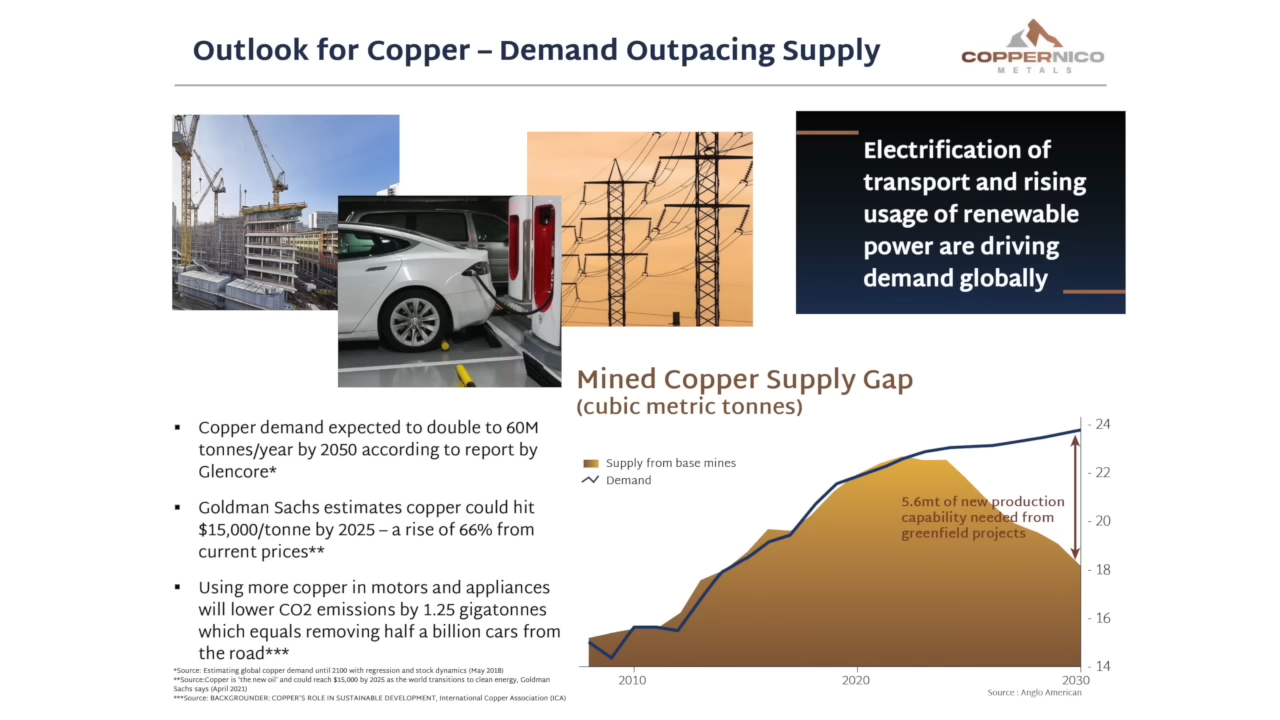 Outlook for Copper – Demand Outpacing Supply
COPPERNICO
METALS
Electrification of
transport and rising
usage of renewable
power are driving
demand globally
▪ Copper demand expected to double to 60M
tonnes/year by 2050 according to report by
Glencore*
▪ Goldman Sachs estimates copper could hit
$15,000/tonne by 2025 – a rise of 66% from
current prices**
▪ Using more copper in motors and appliances
will lower CO2 emissions by 1.25 gigatonnes
which equals removing half a billion cars from
the road***
*Source: Estimating global copper demand until 2100 with regression and stock dynamics (May 2018)
**Source:Copper is 'the new oil' and could reach $15,000 by 2025 as the world transitions to clean energy, Goldman
Sachs says (April 2021)
***Source: BACKGROUNDER: COPPER'S ROLE IN SUSTAINABLE DEVELOPMENT, International Copper Association (ICA)
Mined Copper Supply Gap
(cubic metric tonnes)
Supply from base mines
Demand
5.6mt of new production
capability needed from
greenfield projects
- 24
- 22
- 20
- 18
- 16
- 14
2010 2020 2030
Source : Anglo American